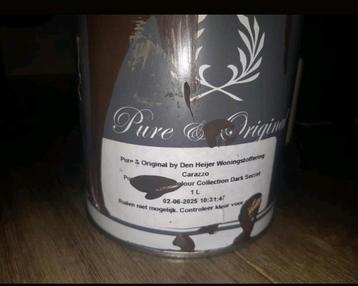 Pure & Original
Pure & Original by Den Heijer Woningstoffering
Carazzo
Colour Collection Dark Secret
1 L
02-06-2025 10:31:47
Ruilen niet mogelijk. Controleer kleur voor